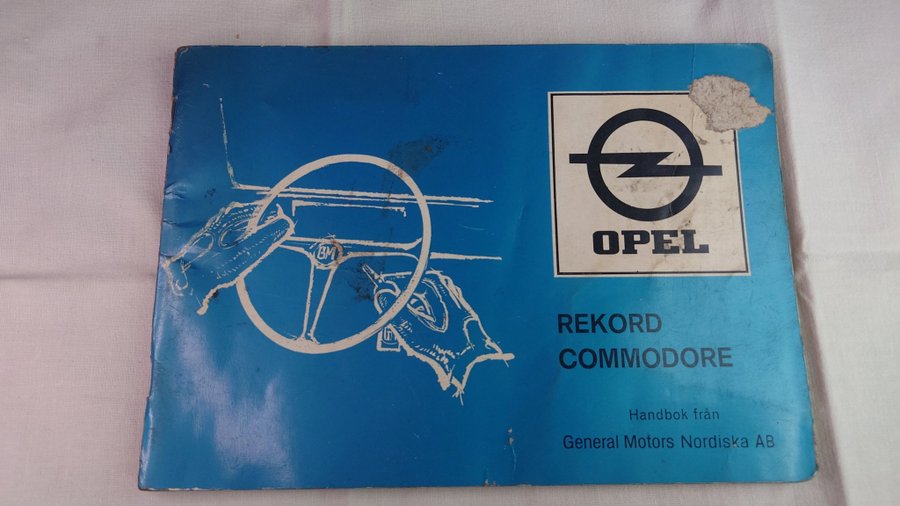 OPEL
REKORD
COMMODORE
Handbok från
General Motors Nordiska AB